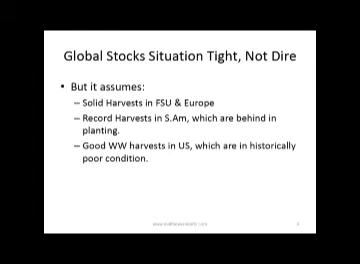 Global Stocks Situation Tight, Not Dire
• But it assumes:
– Solid Harvests in FSU & Europe
– Record Harvests in S.Am, which are behind in
planting.
– Good WW harvests in US, which are in historically
poor condition.